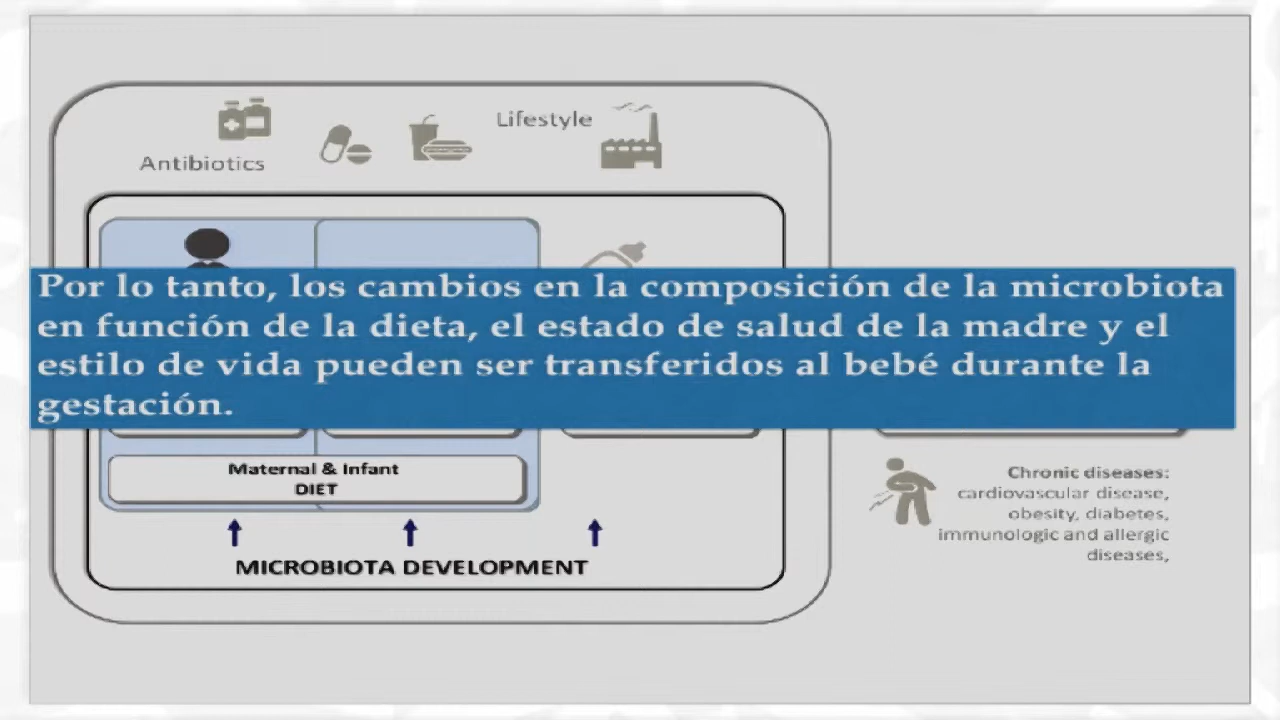 Lifestyle
Antibiotics
Por lo tanto, los cambios en la composición de la microbiota
en función de la dieta, el estado de salud de la madre y el
estilo de vida pueden ser transferidos al bebé durante la
gestación.
Maternal & Infant
DIET
MICROBIOTA DEVELOPMENT
Chronic diseases:
cardiovascular disease,
obesity, diabetes,
immunologic and allergic
diseases,